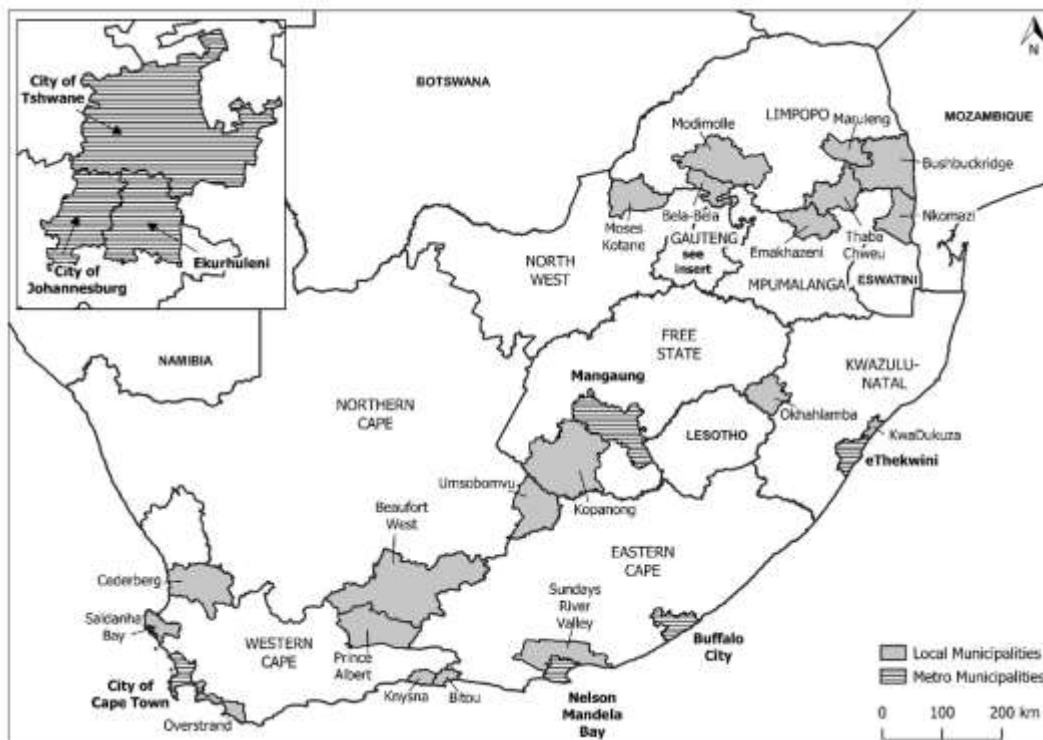 City of
Tshwane
Ekurhuleni
City of
Johannesburg
N
BOTSWANA
MOZAMBIQUE
NAMIBIA
LIMPOPO
Maruleng
Modimolle
Bushbuckridge
Bela-Bela
Moses
Kotane
GAUTENG
see
insert
Emakhazeni
Thaba
Chweu
Nkomazi
NORTH
WEST
MPUMALANGA
ESWATINI
FREE
STATE
KWAZULU-
NATAL
Mangaung
NORTHERN
CAPE
LESOTHO
Okhahlamba
KwaDukuza
eThekwini
Umsobomvu
Kopanong
Beaufort
West
EASTERN
CAPE
Cederberg
Sundays
River
Valley
Saldanha
Bay
WESTERN
CAPE
Prince
Albert
Buffalo
City
City of
Cape Town
Knysna
Bitou
Overstrand
Nelson
Mandela
Bay
Local Municipalities
Metro Municipalities
0 100 200 km